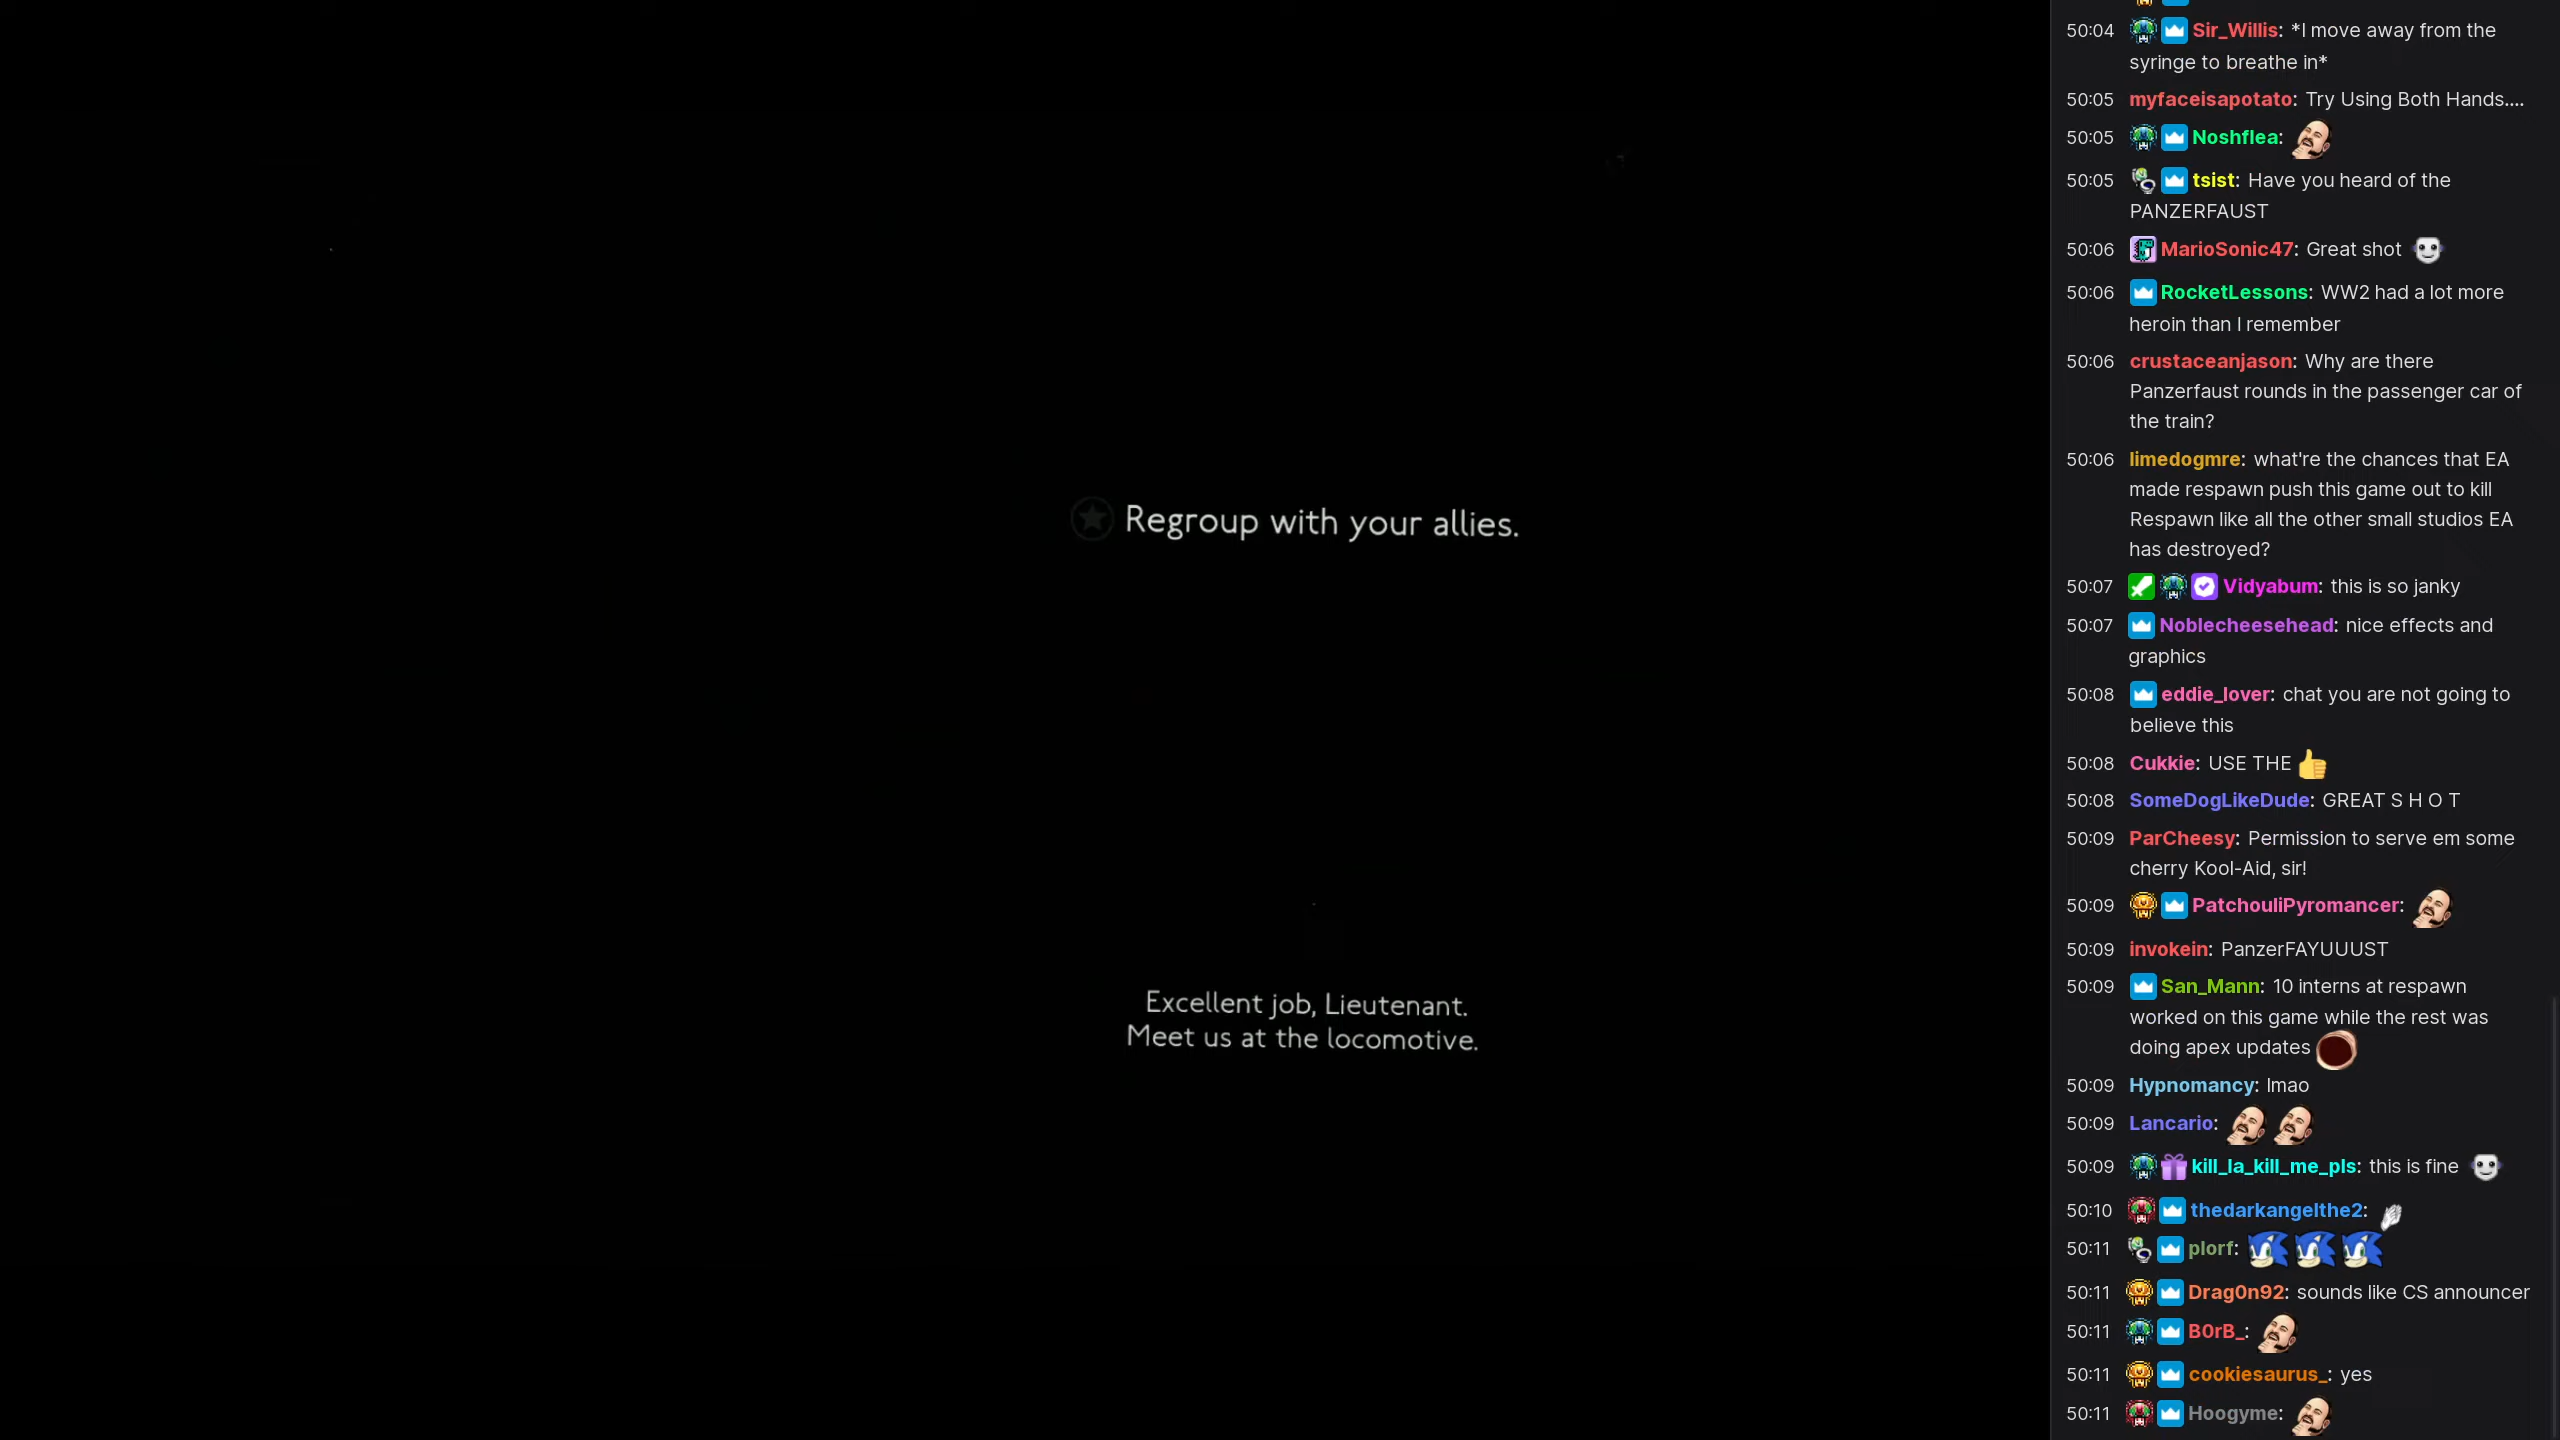 Regroup with your allies.
Excellent job, Lieutenant.
Meet us at the locomotive.
50:04 Sir_Willis: *I move away from the
syringe to breathe in*
50:05 myfaceisapotato: Try Using Both Hands....
50:05 Noshflea:
50:05 tsist: Have you heard of the
PANZERFAUST
50:06 MarioSonic47: Great shot
50:06 RocketLessons: WW2 had a lot more
heroin than I remember
50:06 crustaceanjason: Why are there
Panzerfaust rounds in the passenger car of
the train?
50:06 limedogmre: what're the chances that EA
made respawn push this game out to kill
Respawn like all the other small studios EA
has destroyed?
50:07 Vidyabum: this is so janky
50:07 Noblecheesehead: nice effects and
graphics
50:08 eddie_lover: chat you are not going to
believe this
50:08 Cukkie: USE THE 👍
50:08 SomeDogLikeDude: GREAT S H O T
50:09 ParCheesy: Permission to serve em some
cherry Kool-Aid, sir!
50:09 PatchouliPyromancer:
50:09 invokein: PanzerFAYUUUST
50:09 San_Mann: 10 interns at respawn
worked on this game while the rest was
doing apex updates
50:09 Hypnomancy: lmao
50:09 Lancario:
50:09 kill_la_kill_me_pls: this is fine
50:10 thedarkangelthe2:
50:11 plorf:
50:11 Drag0n92: sounds like CS announcer
50:11 B0rB_:
50:11 cookiesaurus_: yes
50:11 Hoogyme: